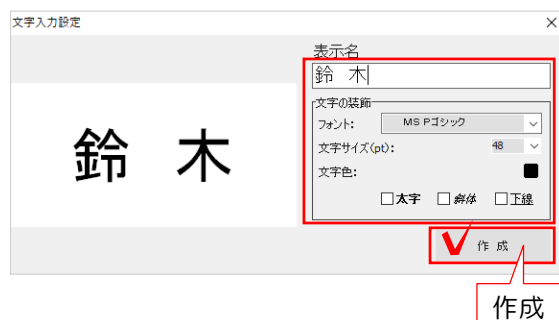 文字入力設定
表示名
鈴　木
文字の装飾
フォント: MS Pゴシック
文字サイズ(pt): 48
文字色:
太字 斜体 下線
鈴　木
作 成
作成